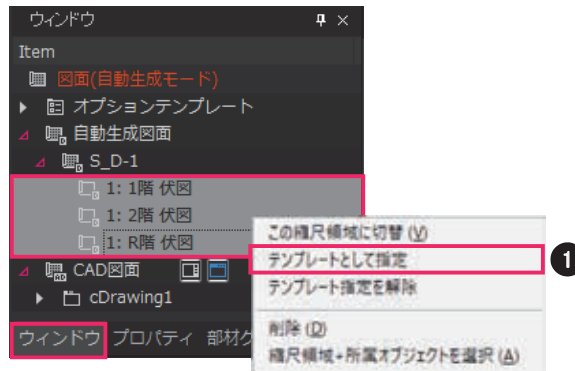 ウィンドウ
Item
図面(自動生成モード)
オプションテンプレート
自動生成図面
S_D-1
1: 1階 伏図
1: 2階 伏図
1: R階 伏図
CAD図面
cDrawing1
ウィンドウ プロパティ 部材
この縮尺領域に切替 (V)
テンプレートとして指定
1
テンプレート指定を解除
削除 (D)
縮尺領域+所属オブジェクトを選択 (A)